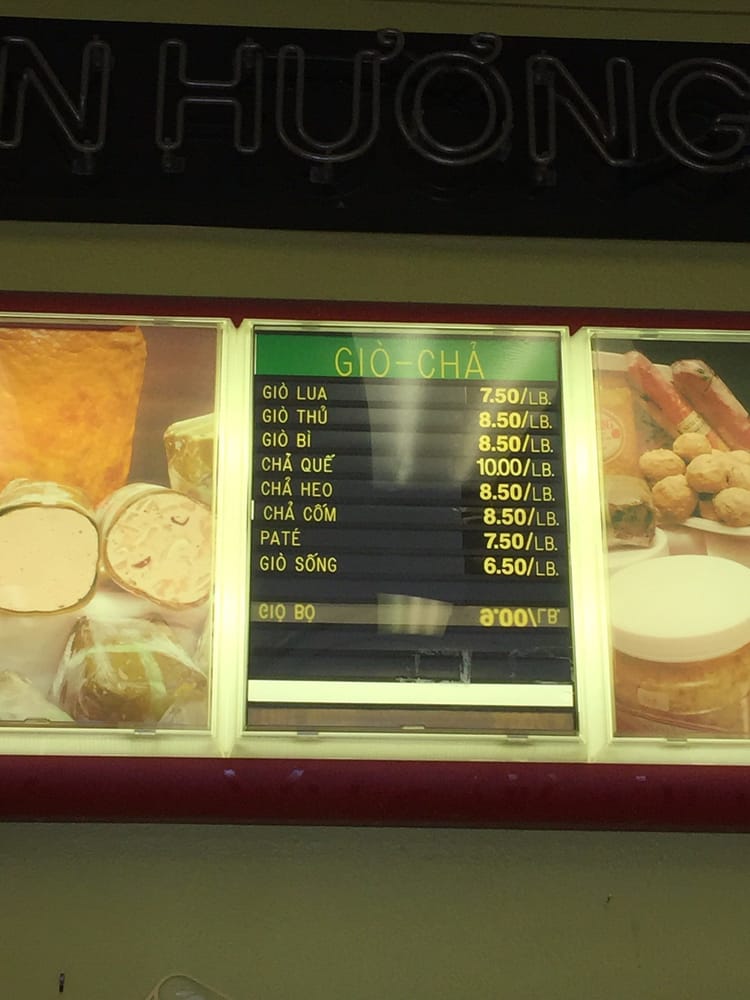 N HƯƠNG
GIÒ-CHẢ
GIÒ LUA 7.50/LB.
GIÒ THỦ 8.50/LB.
GIÒ BÌ 8.50/LB.
CHẢ QUẾ 10.00/LB.
CHẢ HEO 8.50/LB.
CHẢ CỐM 8.50/LB.
PATÉ 7.50/LB.
GIÒ SỐNG 6.50/LB.
GIÒ BÒ 9.00/LB.